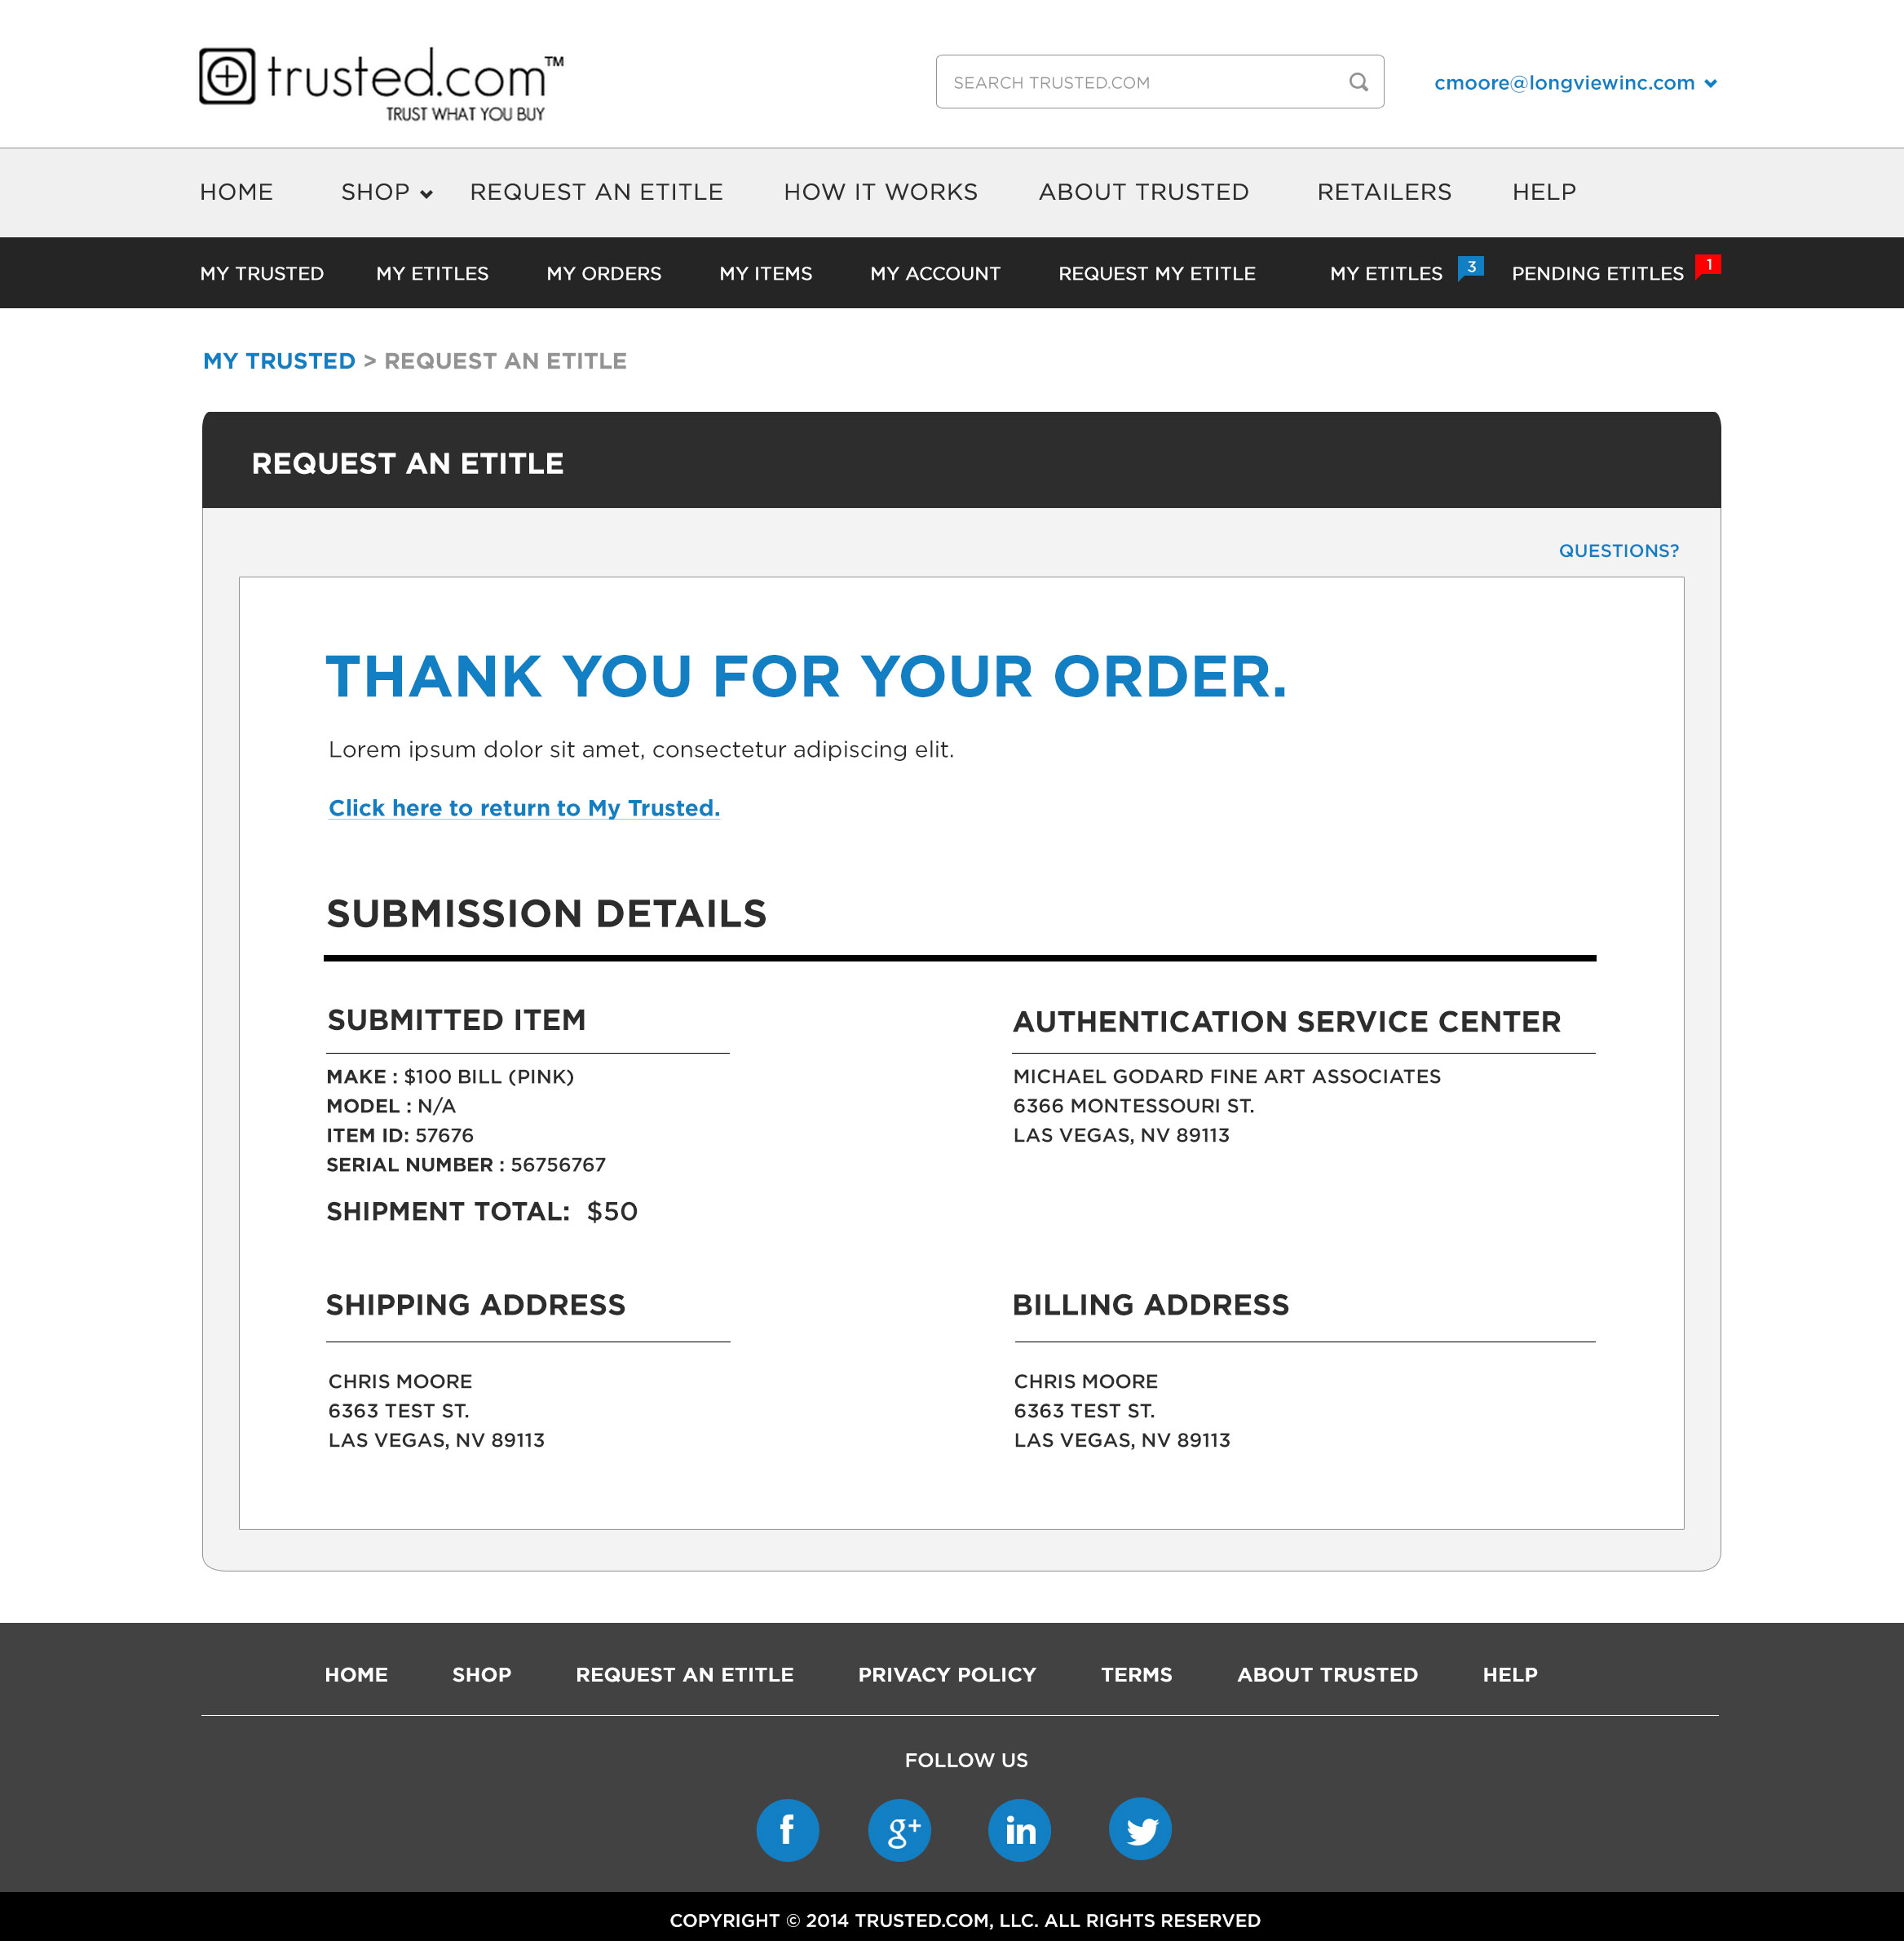 trusted.com™
TRUST WHAT YOU BUY
SEARCH TRUSTED.COM
cmoore@longviewinc.com
HOME SHOP REQUEST AN ETITLE HOW IT WORKS ABOUT TRUSTED RETAILERS HELP
MY TRUSTED MY ETITLES MY ORDERS MY ITEMS MY ACCOUNT REQUEST MY ETITLE MY ETITLES 3 PENDING ETITLES 1
MY TRUSTED > REQUEST AN ETITLE
REQUEST AN ETITLE
QUESTIONS?
THANK YOU FOR YOUR ORDER.
Lorem ipsum dolor sit amet, consectetur adipiscing elit.
Click here to return to My Trusted.
SUBMISSION DETAILS
SUBMITTED ITEM
MAKE : $100 BILL (PINK)
MODEL : N/A
ITEM ID: 57676
SERIAL NUMBER : 56756767
SHIPMENT TOTAL: $50
AUTHENTICATION SERVICE CENTER
MICHAEL GODARD FINE ART ASSOCIATES
6366 MONTESSOURI ST.
LAS VEGAS, NV 89113
SHIPPING ADDRESS
CHRIS MOORE
6363 TEST ST.
LAS VEGAS, NV 89113
BILLING ADDRESS
CHRIS MOORE
6363 TEST ST.
LAS VEGAS, NV 89113
HOME SHOP REQUEST AN ETITLE PRIVACY POLICY TERMS ABOUT TRUSTED HELP
FOLLOW US
f g+ in
COPYRIGHT © 2014 TRUSTED.COM, LLC. ALL RIGHTS RESERVED